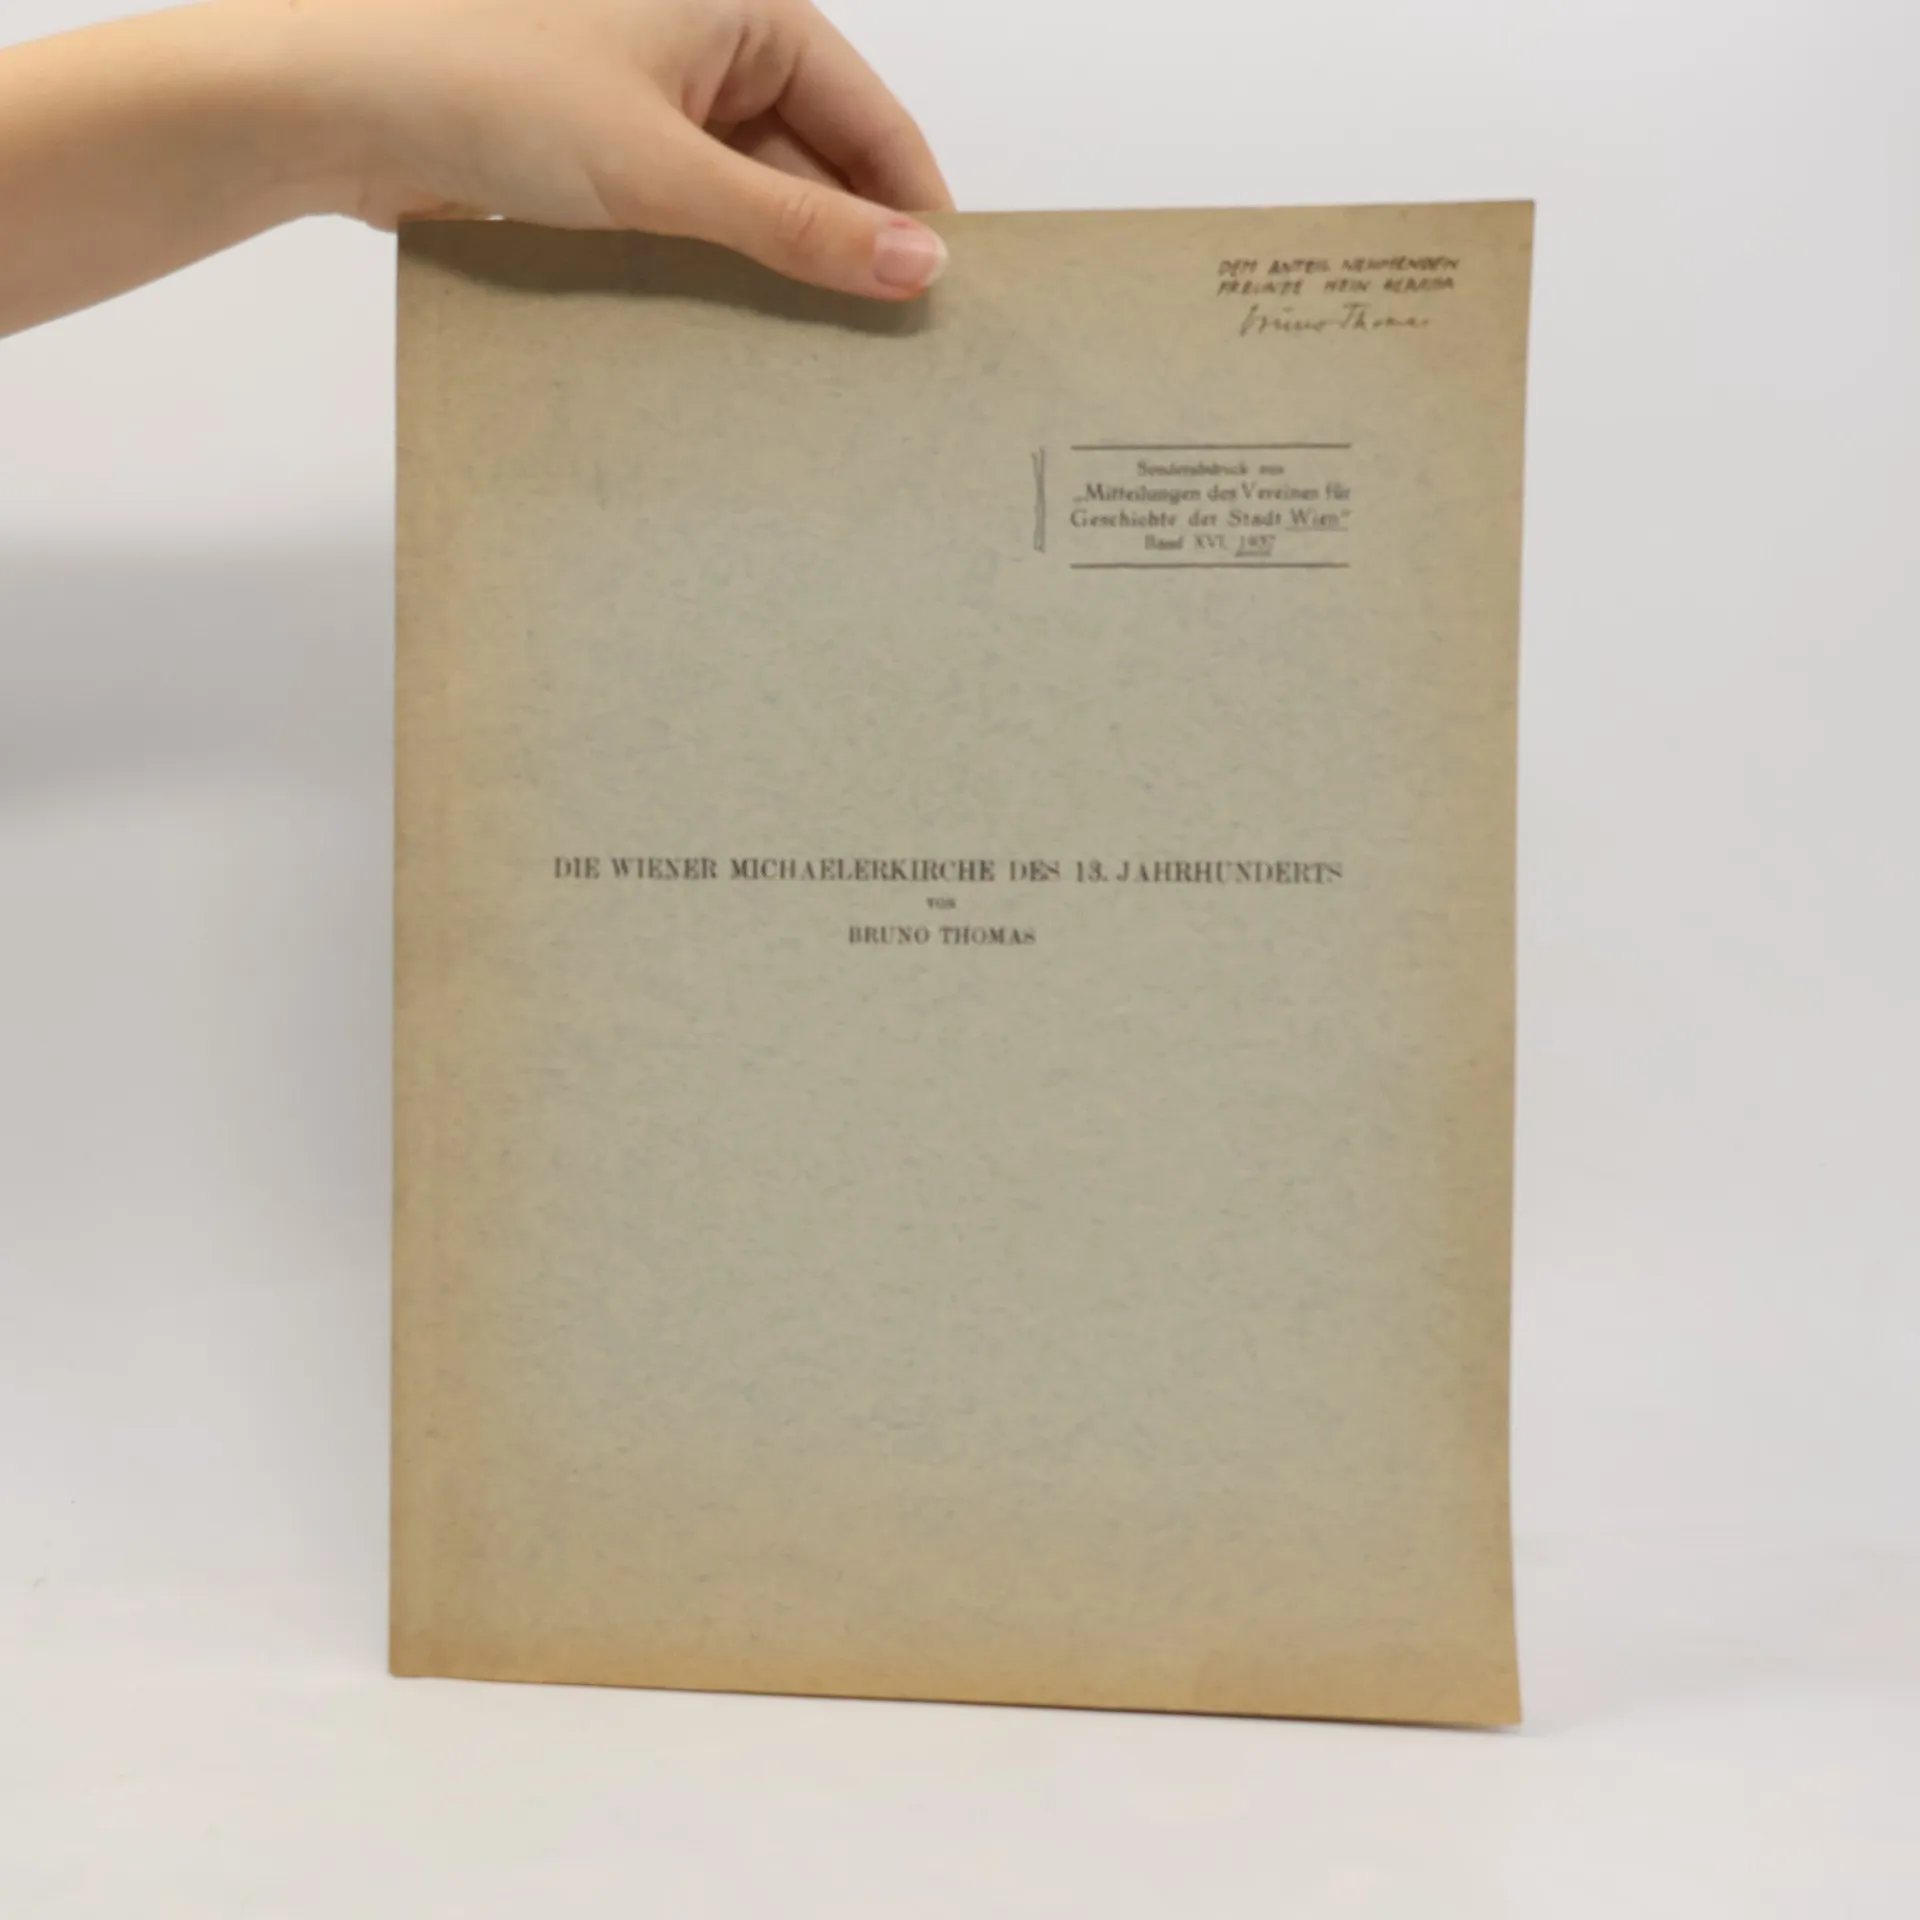 DEM ANTEIL NEHMENDEN
FREUNDE MEIN
Bruno Thomas
Sonderabdruck aus
„Mitteilungen des Vereines für
Geschichte der Stadt Wien"
Band XVI, 1937
DIE WIENER MICHAELERKIRCHE DES 13. JAHRHUNDERTS
von
BRUNO THOMAS